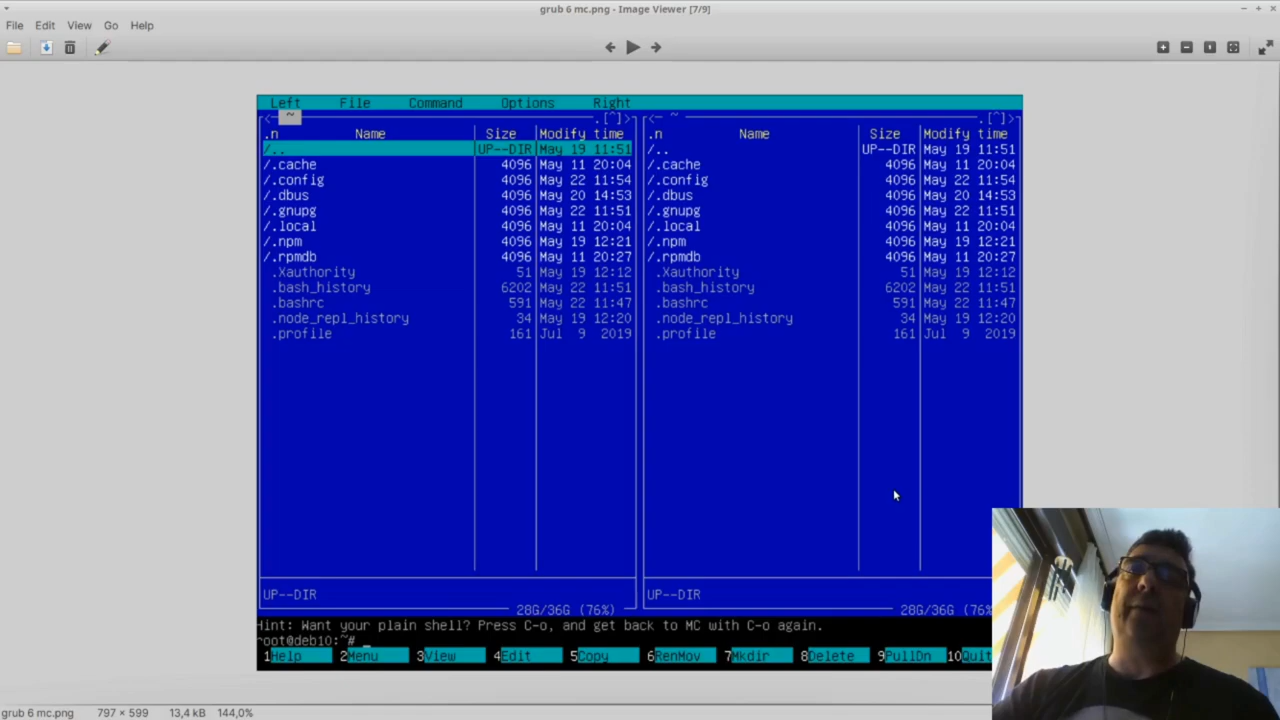 grub 6 mc.png - Image Viewer [7/9]
File Edit View Go Help
Left File Command Options Right
<- ~ .[^]>
.n Name Size Modify time
/.. UP--DIR May 19 11:51
/.cache 4096 May 11 20:04
/.config 4096 May 22 11:54
/.dbus 4096 May 20 14:53
/.gnupg 4096 May 22 11:51
/.local 4096 May 11 20:04
/.npm 4096 May 19 12:21
/.rpmdb 4096 May 11 20:27
.Xauthority 51 May 19 12:12
.bash_history 6202 May 22 11:51
.bashrc 591 May 22 11:47
.node_repl_history 34 May 19 12:20
.profile 161 Jul 9 2019
UP--DIR
28G/36G (76%)
<- ~ .[^]>
.n Name Size Modify time
/.. UP--DIR May 19 11:51
/.cache 4096 May 11 20:04
/.config 4096 May 22 11:54
/.dbus 4096 May 20 14:53
/.gnupg 4096 May 22 11:51
/.local 4096 May 11 20:04
/.npm 4096 May 19 12:21
/.rpmdb 4096 May 11 20:27
.Xauthority 51 May 19 12:12
.bash_history 6202 May 22 11:51
.bashrc 591 May 22 11:47
.node_repl_history 34 May 19 12:20
.profile 161 Jul 9 2019
UP--DIR
28G/36G (76%
Hint: Want your plain shell? Press C-o, and get back to MC with C-o again.
root@deb10:~# _
1Help 2Menu 3View 4Edit 5Copy 6RenMov 7Mkdir 8Delete 9PullDn 10Quit
grub 6 mc.png 797 × 599 13,4 kB 144,0%